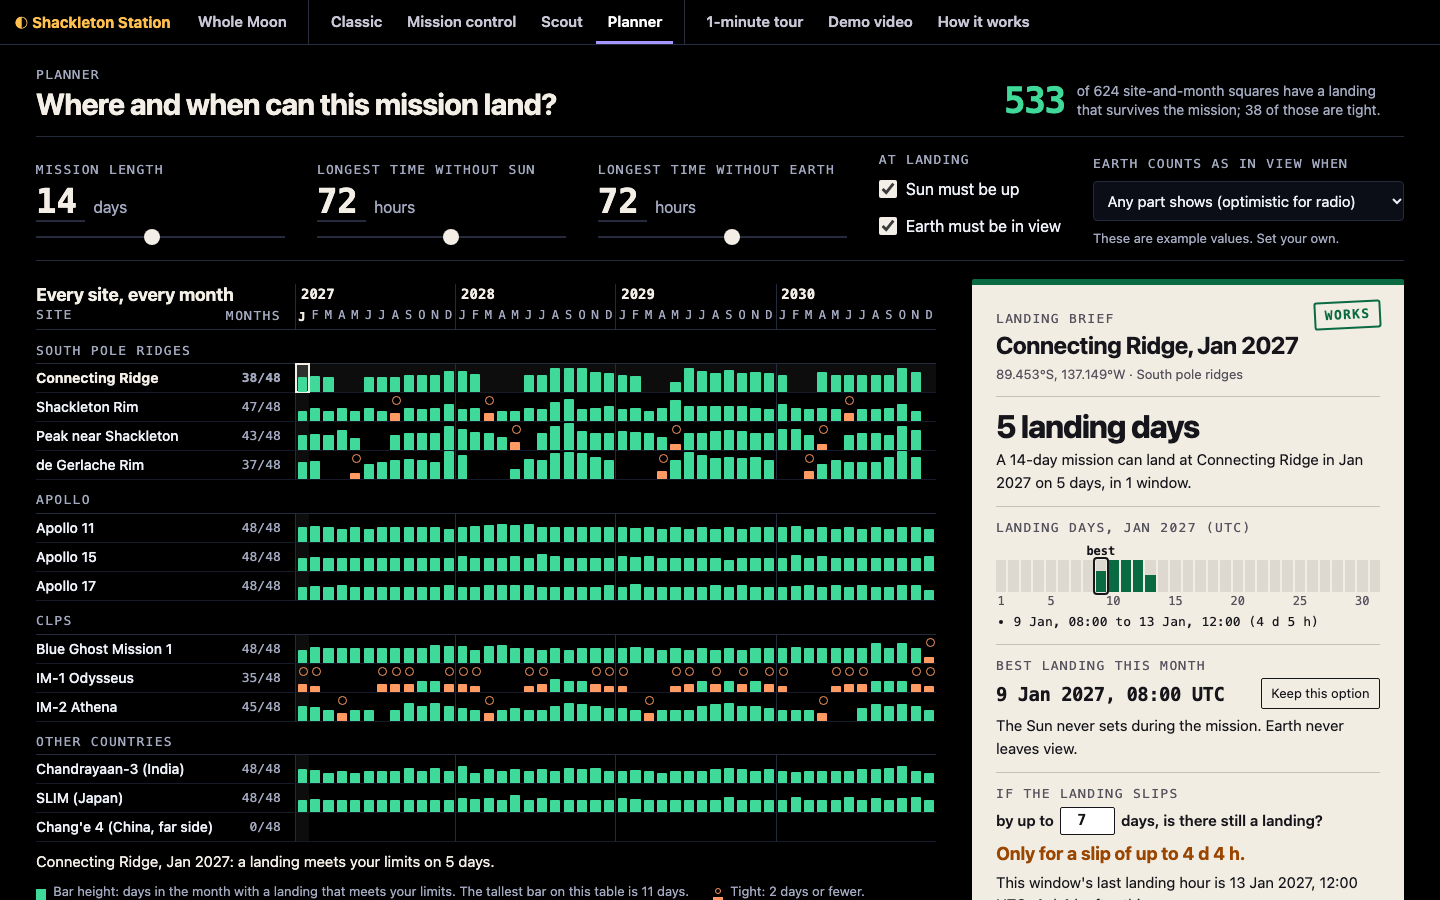 Shackleton Station
Whole Moon
Classic
Mission control
Scout
Planner
1-minute tour
Demo video
How it works
PLANNER
Where and when can this mission land?
533
of 624 site-and-month squares have a landing
that survives the mission; 38 of those are tight.
MISSION LENGTH
14 days
LONGEST TIME WITHOUT SUN
72 hours
LONGEST TIME WITHOUT EARTH
72 hours
AT LANDING
Sun must be up
Earth must be in view
EARTH COUNTS AS IN VIEW WHEN
Any part shows (optimistic for radio)
These are example values. Set your own.
Every site, every month
2027 2028 2029 2030
SITE MONTHS J F M A M J J A S O N D J F M A M J J A S O N D J F M A M J J A S O N D J F M A M J J A S O N D
SOUTH POLE RIDGES
Connecting Ridge 38/48
Shackleton Rim 47/48
Peak near Shackleton 43/48
de Gerlache Rim 37/48
APOLLO
Apollo 11 48/48
Apollo 15 48/48
Apollo 17 48/48
CLPS
Blue Ghost Mission 1 48/48
IM-1 Odysseus 35/48
IM-2 Athena 45/48
OTHER COUNTRIES
Chandrayaan-3 (India) 48/48
SLIM (Japan) 48/48
Chang'e 4 (China, far side) 0/48
Connecting Ridge, Jan 2027: a landing meets your limits on 5 days.
Bar height: days in the month with a landing that meets your limits. The tallest bar on this table is 11 days.
Tight: 2 days or fewer.
LANDING BRIEF
WORKS
Connecting Ridge, Jan 2027
89.453°S, 137.149°W · South pole ridges
5 landing days
A 14-day mission can land at Connecting Ridge in Jan
2027 on 5 days, in 1 window.
LANDING DAYS, JAN 2027 (UTC)
best
1 5 10 15 20 25 30
• 9 Jan, 08:00 to 13 Jan, 12:00 (4 d 5 h)
BEST LANDING THIS MONTH
9 Jan 2027, 08:00 UTC
Keep this option
The Sun never sets during the mission. Earth never
leaves view.
IF THE LANDING SLIPS
by up to 7 days, is there still a landing?
Only for a slip of up to 4 d 4 h.
This window's last landing hour is 13 Jan 2027, 12:00